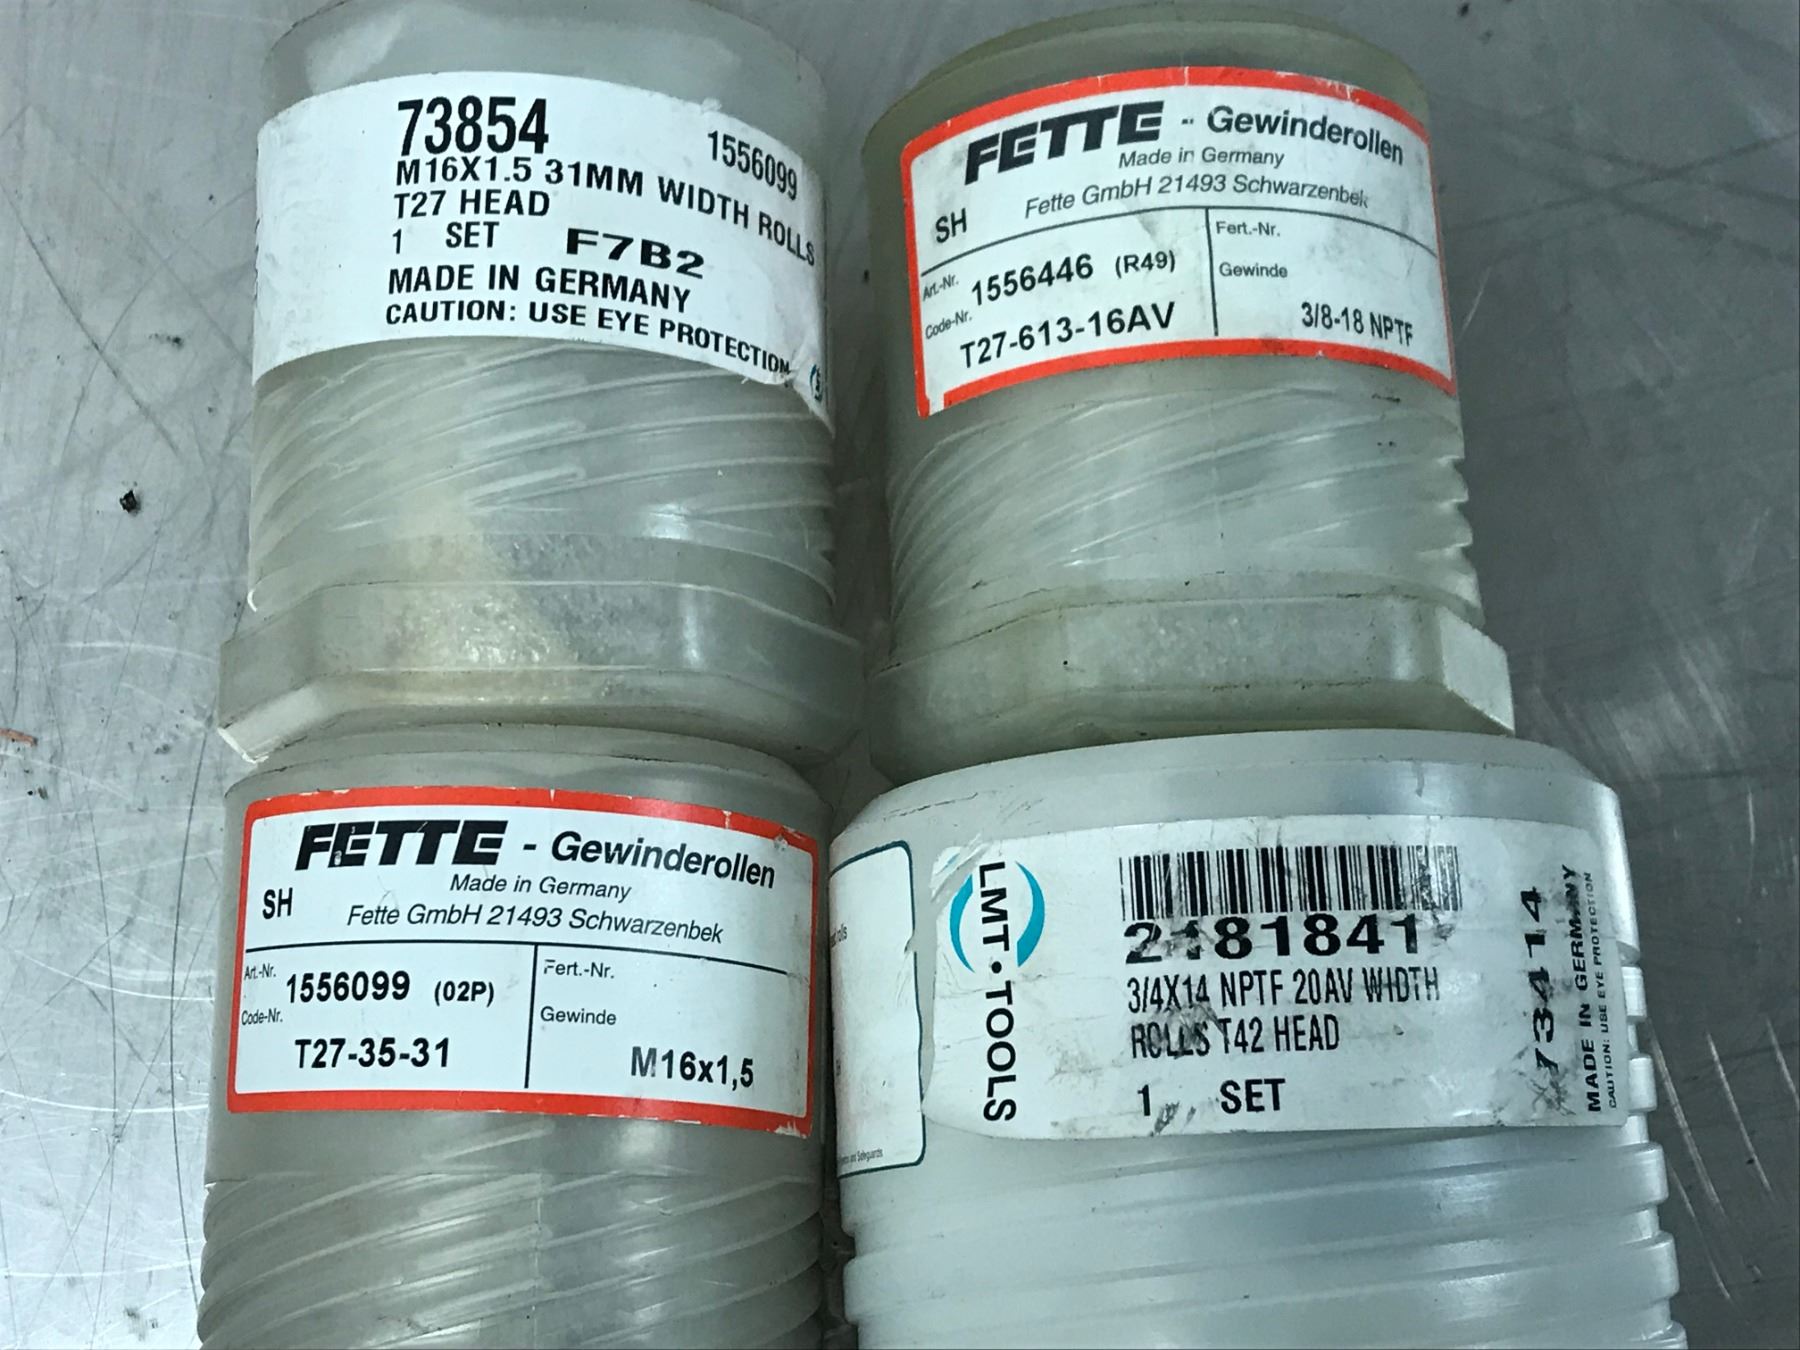 73854
1556099
M16X1.5 31MM WIDTH ROLLS
T27 HEAD
1 SET F7B2
MADE IN GERMANY
CAUTION: USE EYE PROTECTION
FETTE - Gewinderollen
Made in Germany
SH Fette GmbH 21493 Schwarzenbek
Art.-Nr. 1556446 (R49)
Code-Nr. T27-613-16AV
Fert.-Nr.
Gewinde
3/8-18 NPTF
FETTE - Gewinderollen
Made in Germany
SH Fette GmbH 21493 Schwarzenbek
Art.-Nr. 1556099 (02P)
Code-Nr.
T27-35-31
Fert.-Nr.
Gewinde
M16x1,5
and Safeguards
LMT•TOOLS
2181841
3/4X14 NPTF 20AV WIDTH
ROLLS T42 HEAD
1 SET
73414
MADE IN GERMANY
CAUTION: USE EYE PROTECTION